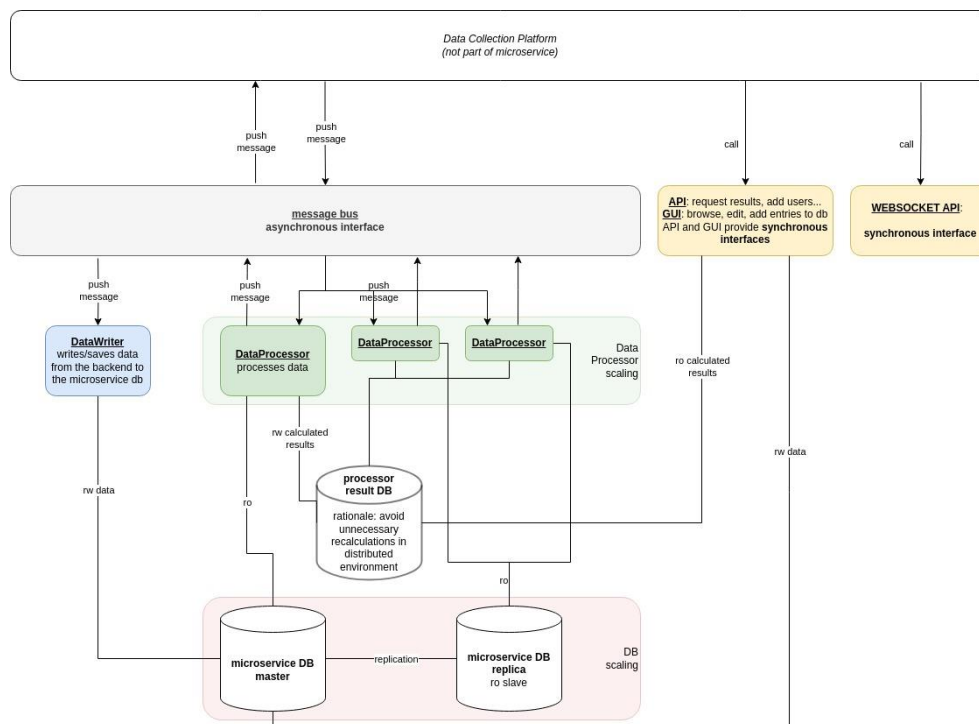 Data Collection Platform
(not part of microservice)
push
message
push
message
call
call
message bus
asynchronous interface
API: request results, add users...
GUI: browse, edit, add entries to db
API and GUI provide synchronous
interfaces
WEBSOCKET API:
synchronous interface
push
message
push
message
push
message
DataWriter
writes/saves data
from the backend to
the microservice db
DataProcessor
processes data
DataProcessor
DataProcessor
Data
Processor
scaling
ro calculated
results
rw calculated
results
rw data
rw data
ro
processor
result DB
rationale: avoid
unnecessary
recalculations in
distributed
environment
ro
microservice DB
master
replication
microservice DB
replica
ro slave
DB
scaling